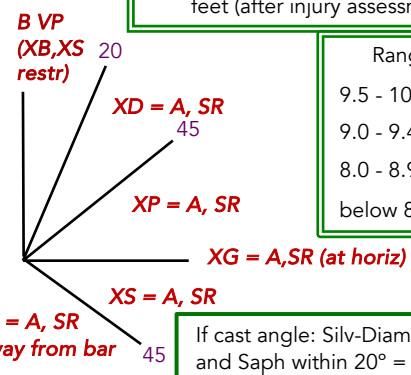 feet (after injury assessm
B VP
(XB,XS
restr)
20
XD = A, SR
45
XP = A, SR
XG = A,SR (at horiz)
XS = A, SR
= A, SR
way from bar
45
Rang
9.5 - 10
9.0 - 9.4
8.0 - 8.9
below 8
If cast angle: Silv-Diam
and Saph within 20º =